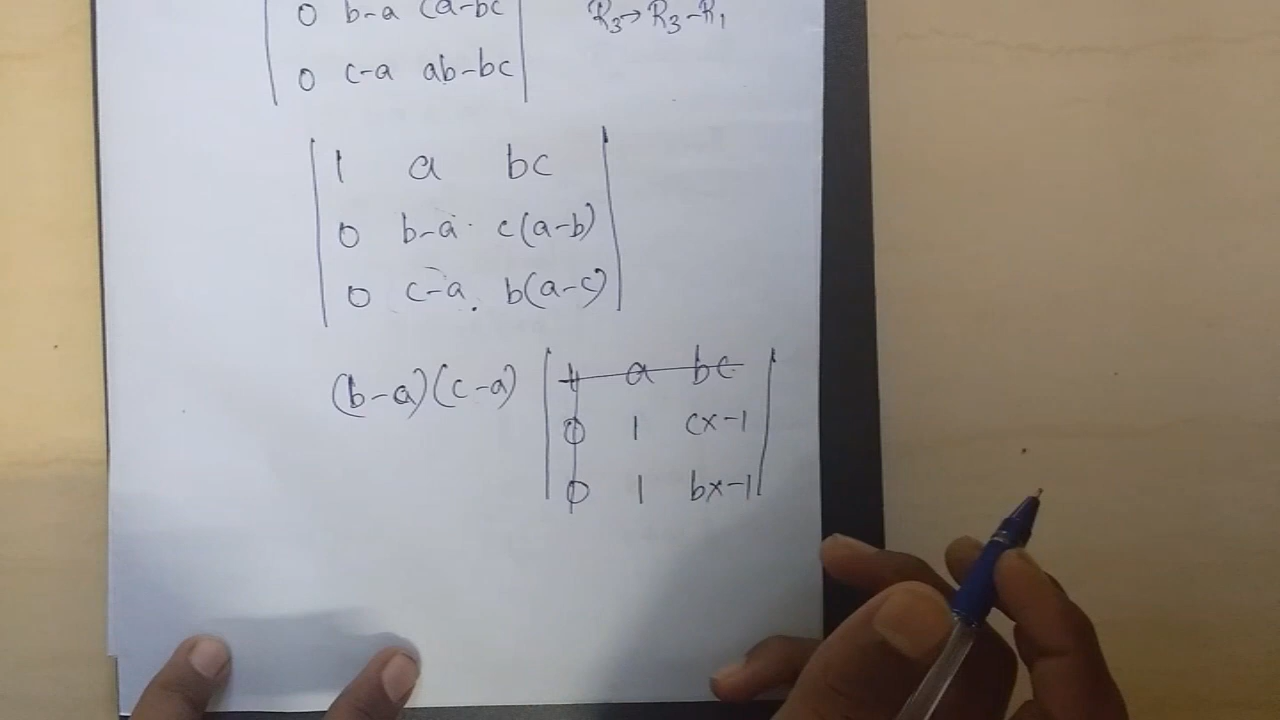 0 b-a ca-bc R₃→R₃-R₁
0 c-a ab-bc
1 a bc
0 b-a c(a-b)
0 c-a b(a-c)
(b-a)(c-a) 1 a bc
0 1 cx-1
0 1 bx-1